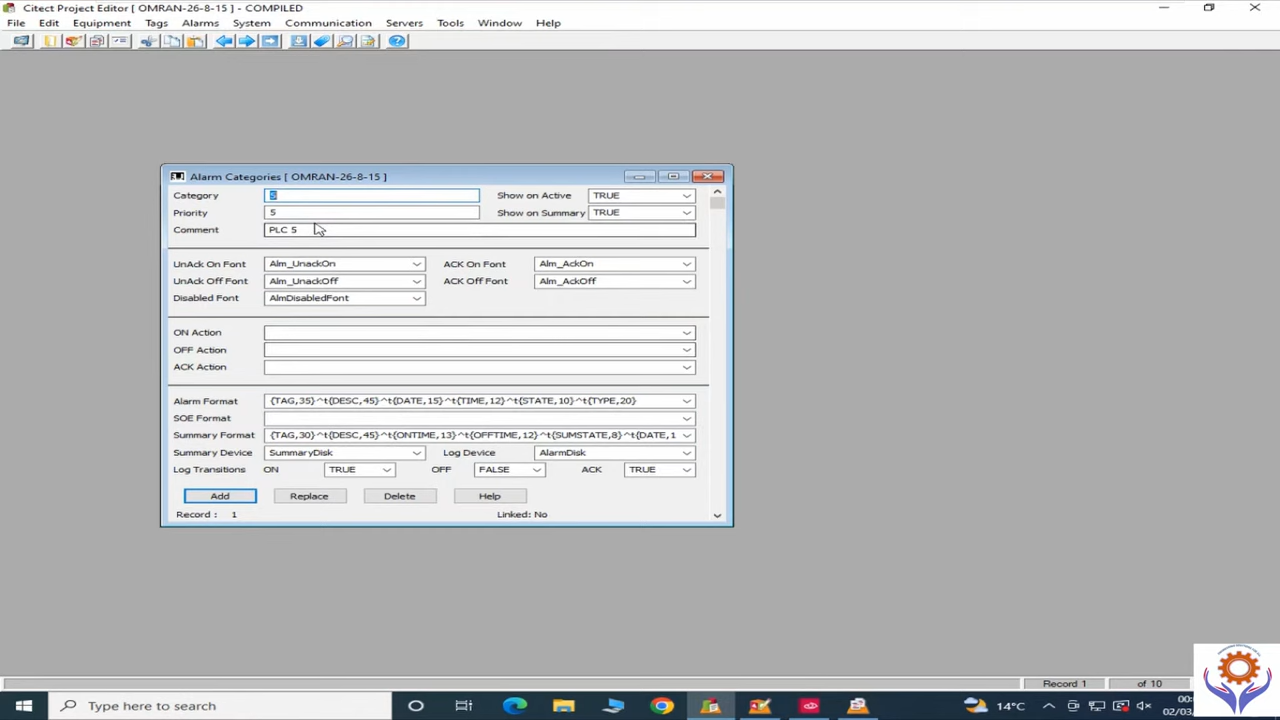 Citect Project Editor [ OMRAN-26-8-15 ] - COMPILED
File Edit Equipment Tags Alarms System Communication Servers Tools Window Help
Alarm Categories [ OMRAN-26-8-15 ]
Category 5 Show on Active TRUE
Priority 5 Show on Summary TRUE
Comment PLC 5
UnAck On Font Alm_UnackOn ACK On Font Alm_AckOn
UnAck Off Font Alm_UnackOff ACK Off Font Alm_AckOff
Disabled Font AlmDisabledFont
ON Action
OFF Action
ACK Action
Alarm Format {TAG,35}^t{DESC,45}^t{DATE,15}^t{TIME,12}^t{STATE,10}^t{TYPE,20}
SOE Format
Summary Format {TAG,30}^t{DESC,45}^t{ONTIME,13}^t{OFFTIME,12}^t{SUMSTATE,8}^t{DATE,1
Summary Device SummaryDisk Log Device AlarmDisk
Log Transitions ON TRUE OFF FALSE ACK TRUE
Add Replace Delete Help
Record : 1 Linked: No
Record 1 of 10
Type here to search 14°C 02/03/